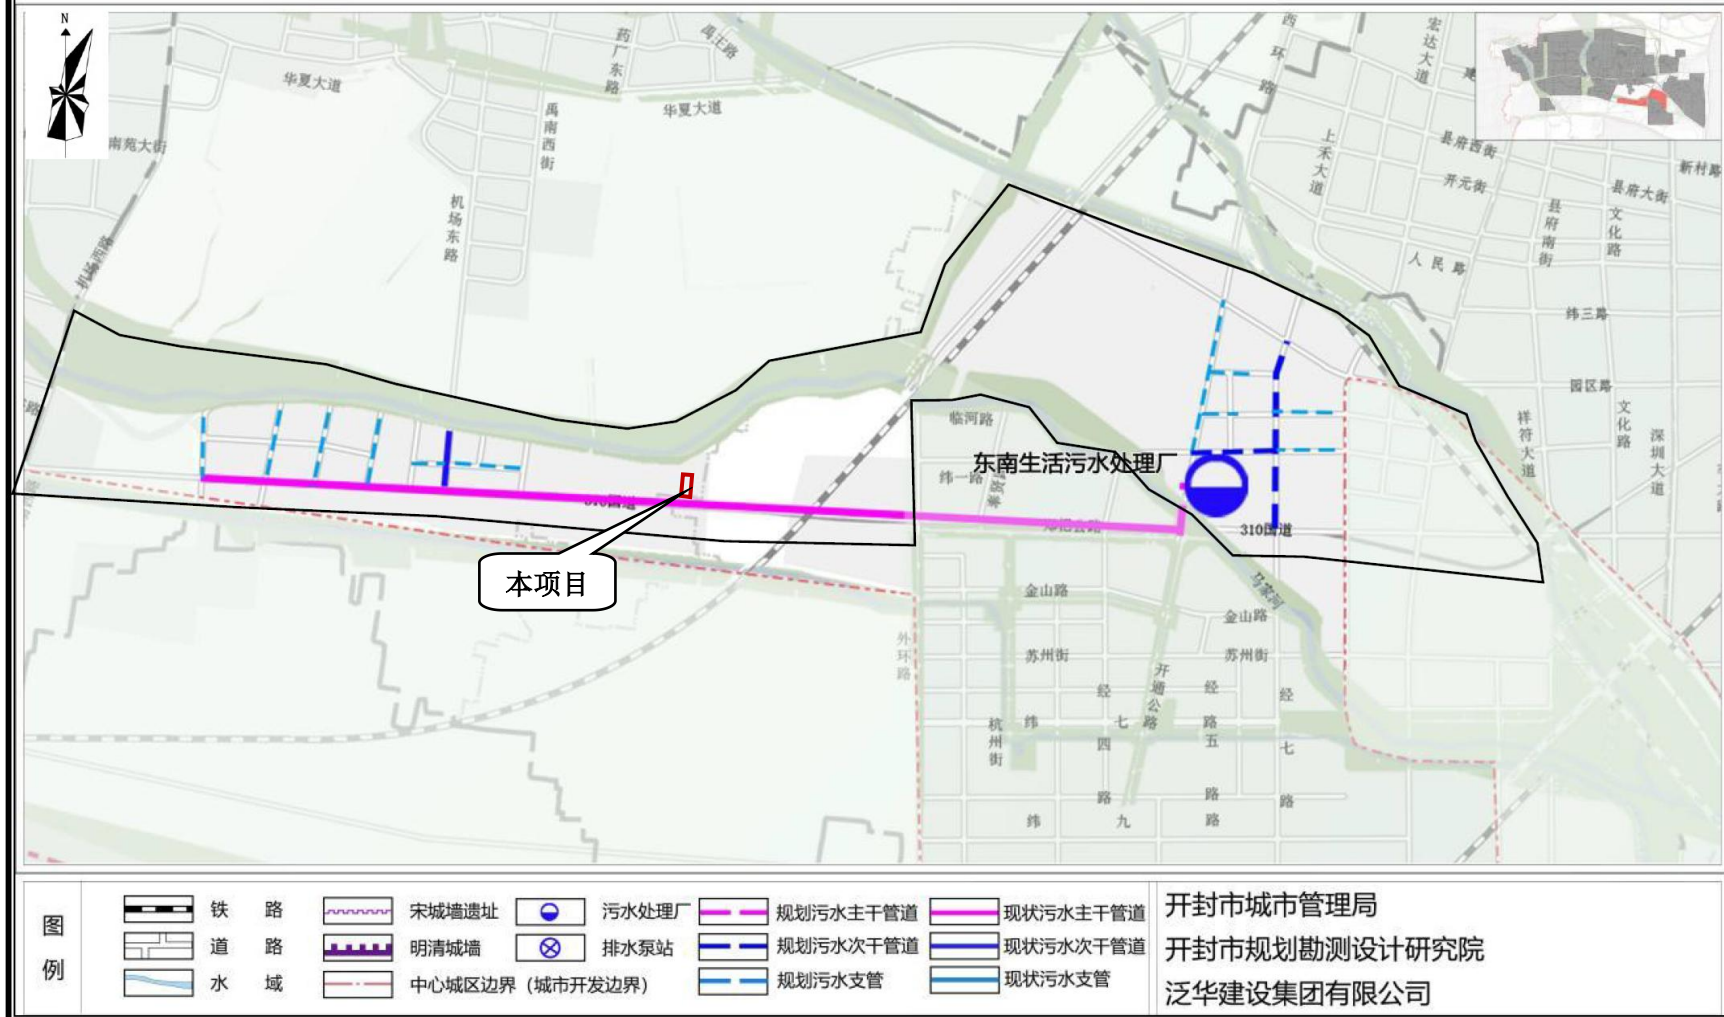 N
药厂东路
禹王路
西环路
宏达大道
建
华夏大道
华夏大道
禹南西街
南苑大街
上禾大道
县府西街
开元街
新村路
县府大街
文化路
县府南街
机场东路
机场西路
人民路
纬三路
园区路
祥符大道
文化路
深圳大道
临河路
纬一路
东南生活污水处理厂
310国道
310国道
本项目
马家河
金山路
金山路
外环路
苏州街
苏州街
开通公路
经四路
经五路
经七路
杭州街
纬七路
纬九路
图例
铁路
宋城墙遗址
污水处理厂
规划污水主干管道
现状污水主干管道
道路
明清城墙
排水泵站
规划污水次干管道
现状污水次干管道
水域
中心城区边界（城市开发边界）
规划污水支管
现状污水支管
开封市城市管理局
开封市规划勘测设计研究院
泛华建设集团有限公司